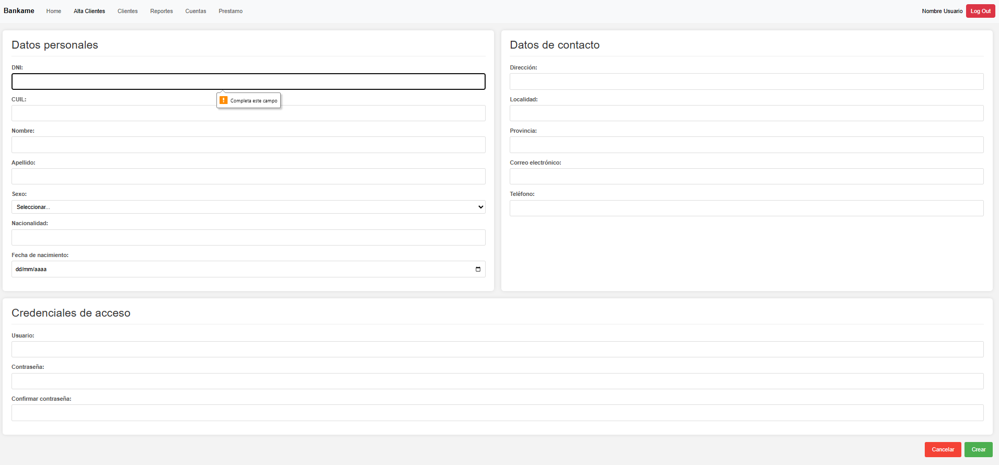 Bankame Home Alta Clientes Clientes Reportes Cuentas Prestamo Nombre Usuario Log Out
Datos personales
DNI:
Completa este campo
CUIL:
Nombre:
Apellido:
Sexo:
Seleccionar...
Nacionalidad:
Fecha de nacimiento:
dd/mm/aaaa
Datos de contacto
Dirección:
Localidad:
Provincia:
Correo electrónico:
Teléfono:
Credenciales de acceso
Usuario:
Contraseña:
Confirmar contraseña:
Cancelar Crear